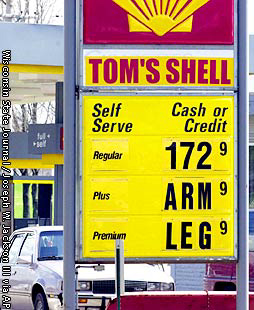 TOM'S SHELL
Self Serve
Cash or Credit
Regular 172 9
Plus ARM 9
Premium LEG 9
full
self
Wisconsin State Journal / Joseph W. Jackson III via AP